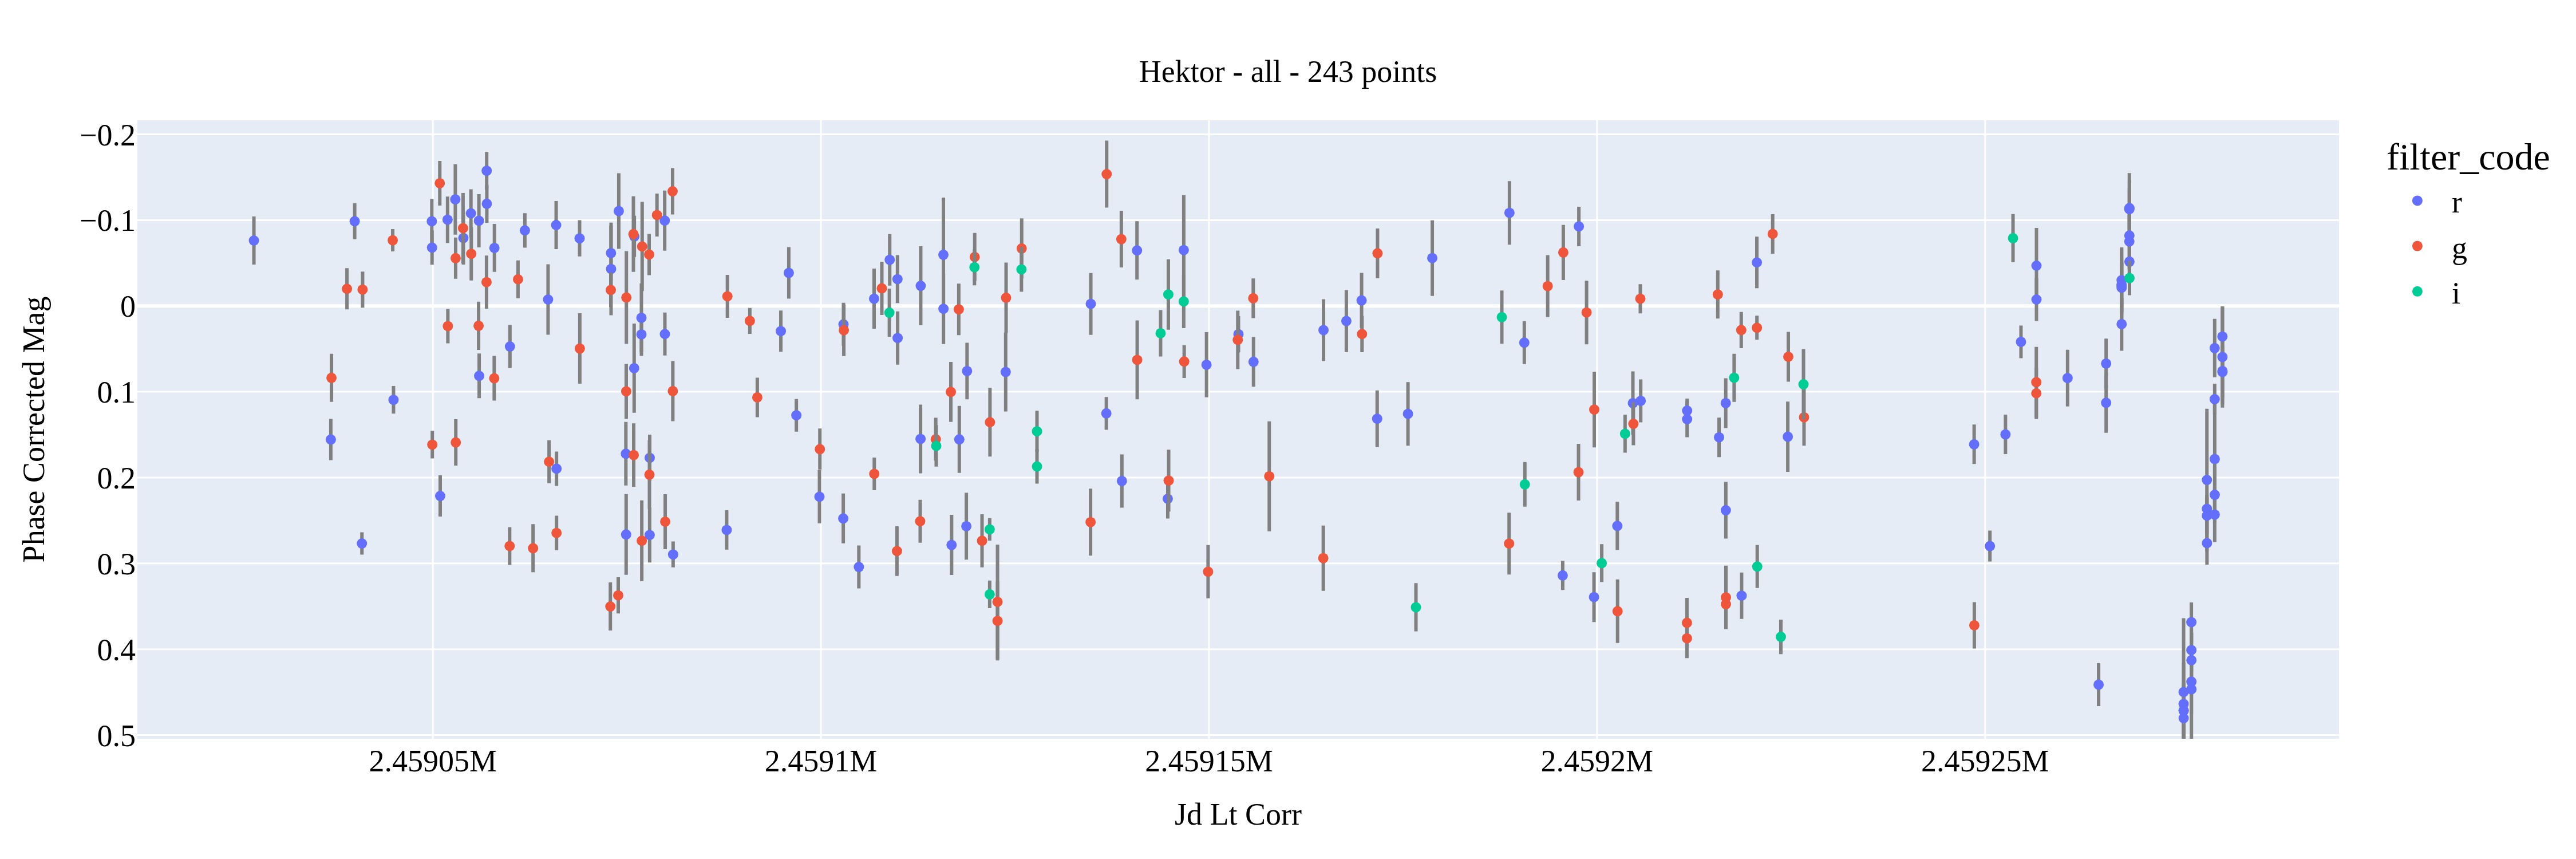 Hektor - all - 243 points
filter_code
r
g
i
−0.2
−0.1
0
0.1
0.2
0.3
0.4
0.5
Phase Corrected Mag
2.45905M 2.4591M 2.45915M 2.4592M 2.45925M
Jd Lt Corr